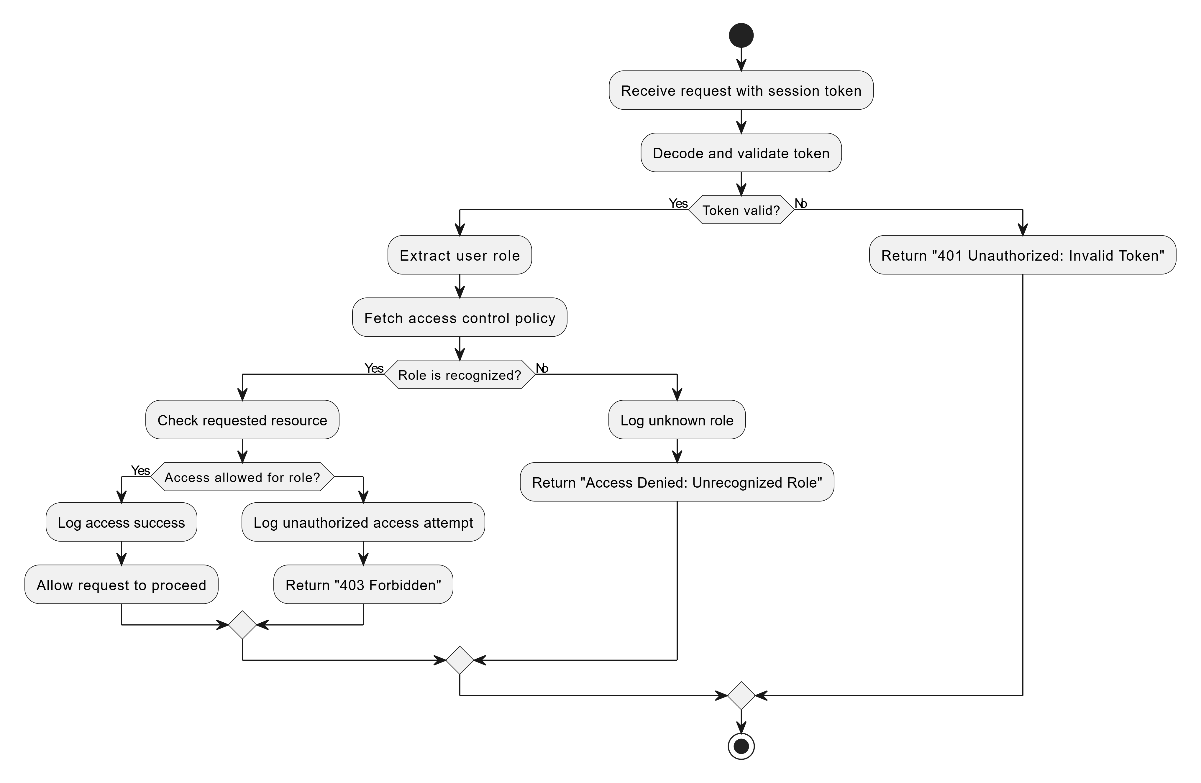 Receive request with session token
Decode and validate token
Yes
Token valid?
No
Extract user role
Return "401 Unauthorized: Invalid Token"
Fetch access control policy
Yes
Role is recognized?
No
Check requested resource
Log unknown role
Yes
Access allowed for role?
Return "Access Denied: Unrecognized Role"
Log access success
Log unauthorized access attempt
Allow request to proceed
Return "403 Forbidden"